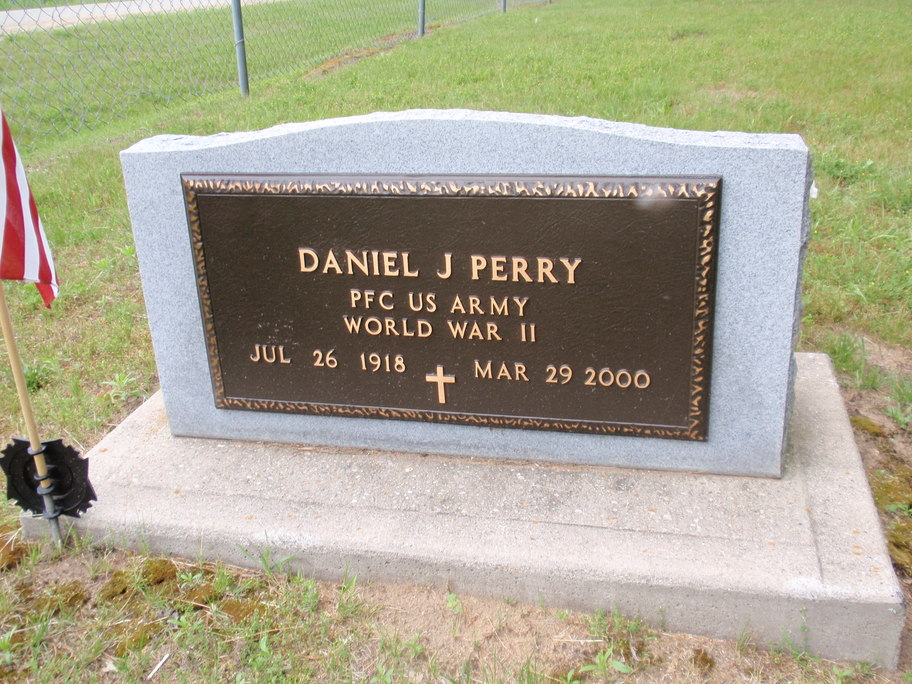 DANIEL J PERRY
PFC US ARMY
WORLD WAR II
JUL 26 1918 MAR 29 2000